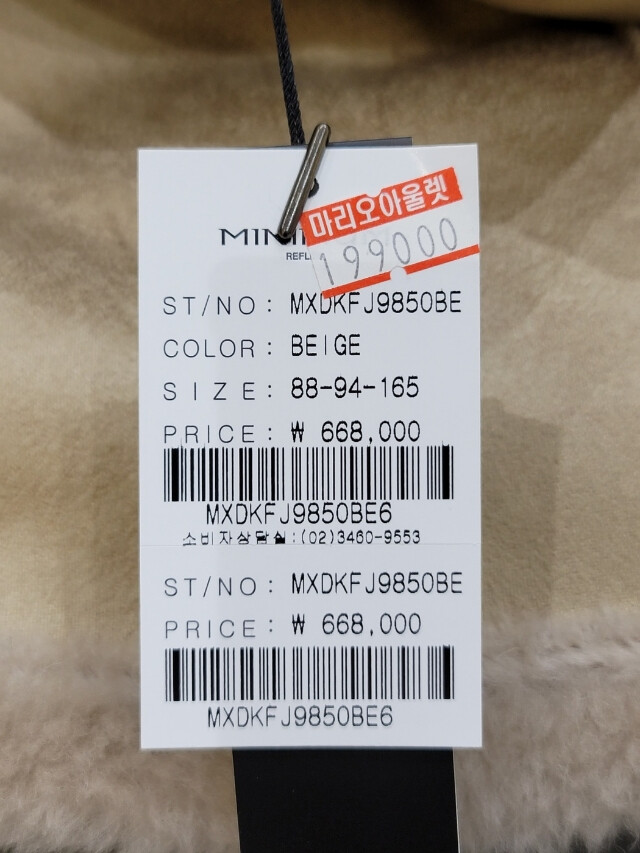 마리오아울렛
199000
ST/NO: MXDKFJ9850BE
COLOR: BEIGE
SIZE: 88-94-165
PRICE: ₩ 668,000
MXDKFJ9850BE6
소비자상담실:(02)3460-9553
ST/NO: MXDKFJ9850BE
PRICE: ₩ 668,000
MXDKFJ9850BE6